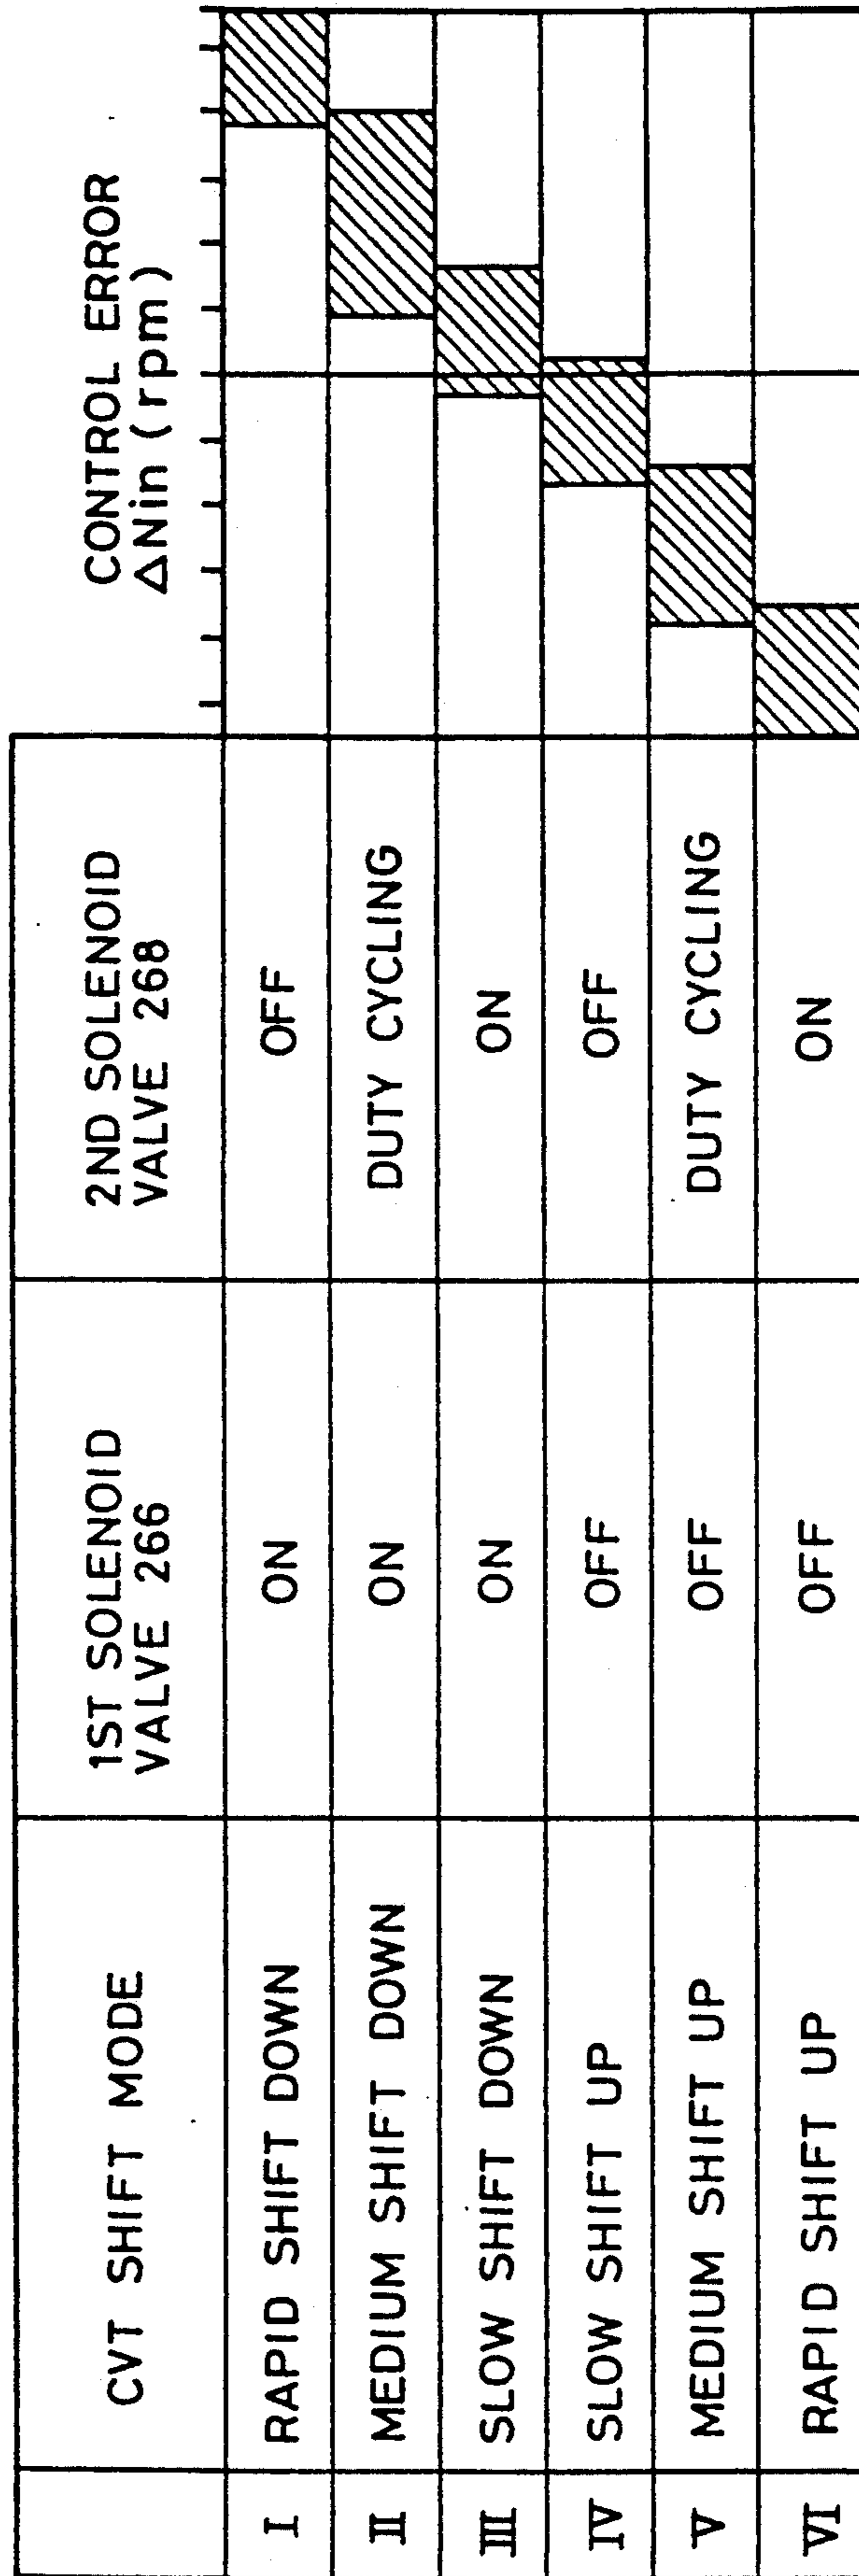 CVT SHIFT MODE
1ST SOLENOID
VALVE 266
2ND SOLENOID
VALVE 268
CONTROL ERROR
△Nin (rpm)
I RAPID SHIFT DOWN ON OFF
II MEDIUM SHIFT DOWN ON DUTY CYCLING
III SLOW SHIFT DOWN ON ON
IV SLOW SHIFT UP OFF OFF
V MEDIUM SHIFT UP OFF DUTY CYCLING
VI RAPID SHIFT UP OFF ON